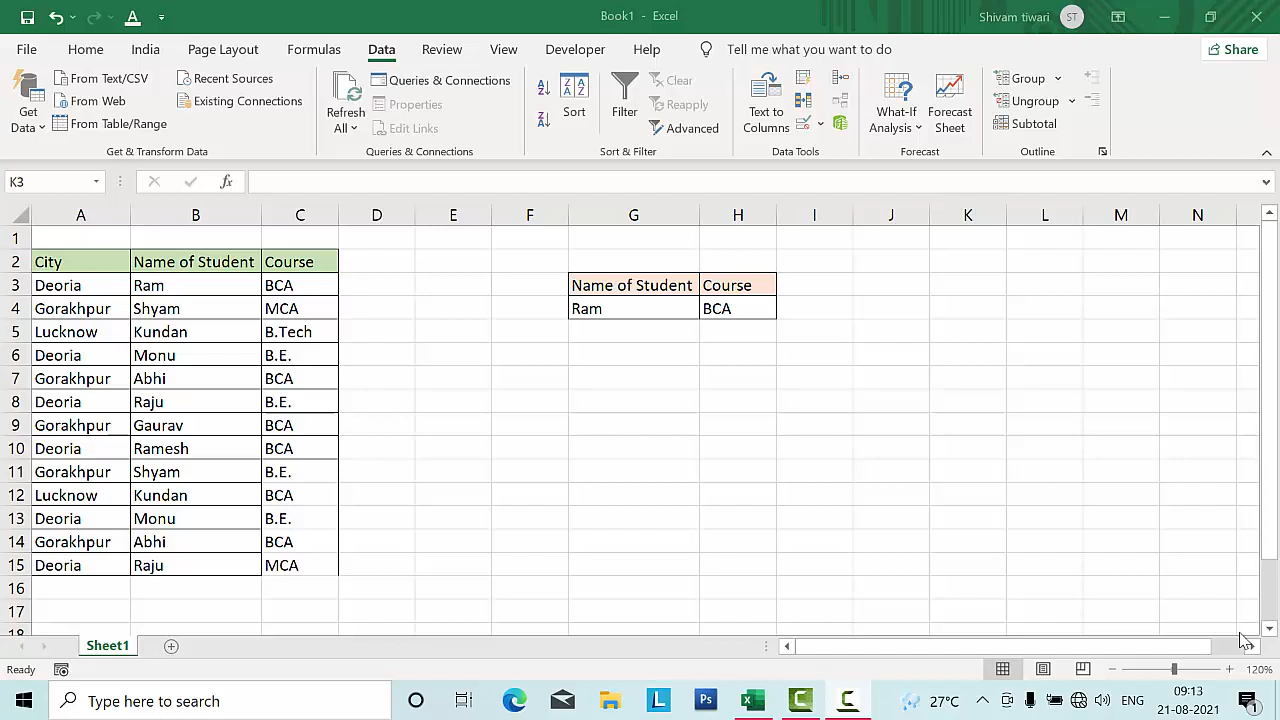 Book1 - Excel
Shivam tiwari
ST
File Home India Page Layout Formulas Data Review View Developer Help Tell me what you want to do Share
Get Data
From Text/CSV
From Web
From Table/Range
Recent Sources
Existing Connections
Get & Transform Data
Refresh All
Queries & Connections
Properties
Edit Links
Queries & Connections
Sort
Filter
Clear
Reapply
Advanced
Sort & Filter
Text to Columns
Data Tools
What-If Analysis
Forecast Sheet
Forecast
Group
Ungroup
Subtotal
Outline
K3
fx
A B C D E F G H I J K L M N
1
2 City Name of Student Course
3 Deoria Ram BCA Name of Student Course
4 Gorakhpur Shyam MCA Ram BCA
5 Lucknow Kundan B.Tech
6 Deoria Monu B.E.
7 Gorakhpur Abhi BCA
8 Deoria Raju B.E.
9 Gorakhpur Gaurav BCA
10 Deoria Ramesh BCA
11 Gorakhpur Shyam B.E.
12 Lucknow Kundan BCA
13 Deoria Monu B.E.
14 Gorakhpur Abhi BCA
15 Deoria Raju MCA
16
17
18
Sheet1
Ready
120%
Type here to search
27°C
ENG
09:13
21-08-2021